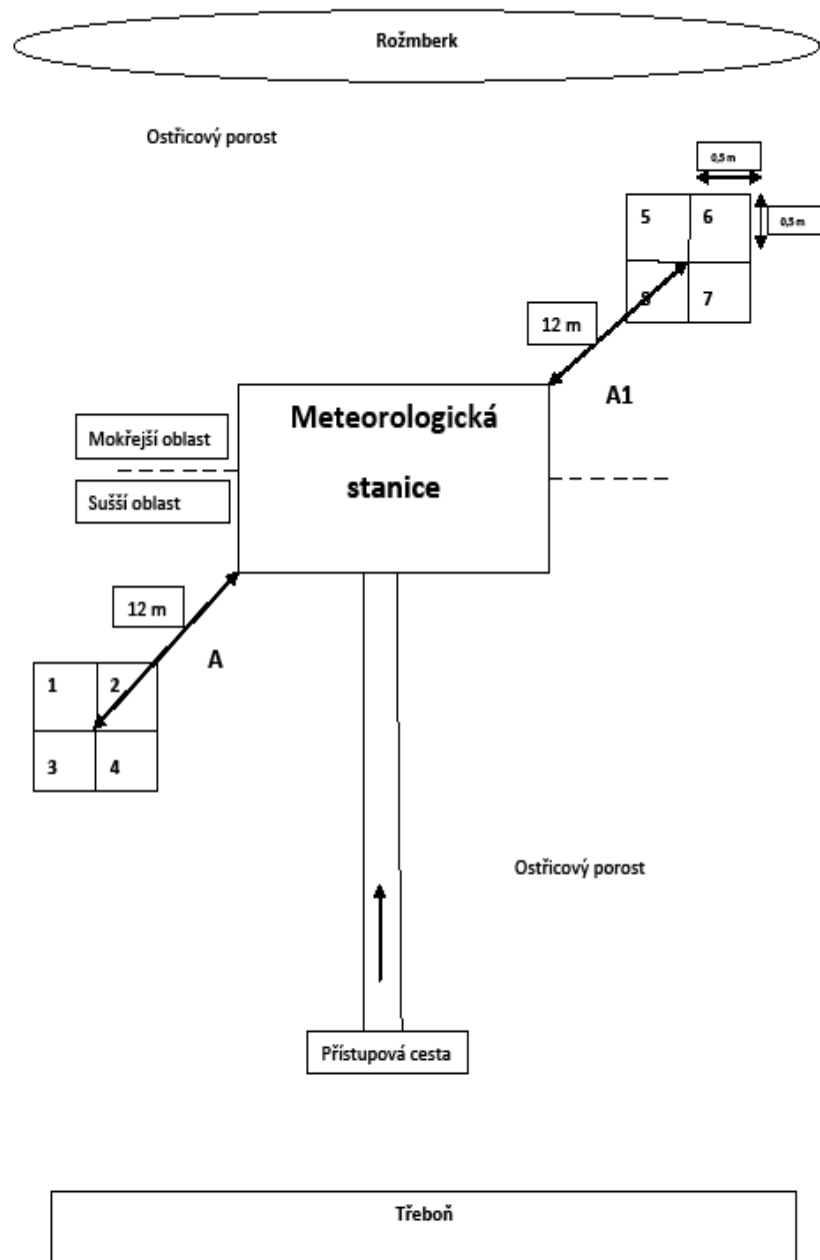 Rožmberk
Ostřicový porost
0,5 m
5
6
0,5 m
8
7
12 m
A1
Meteorologická
stanice
Mokřejší oblast
Sušší oblast
12 m
A
1
2
3
4
Ostřicový porost
Přístupová cesta
Třeboň